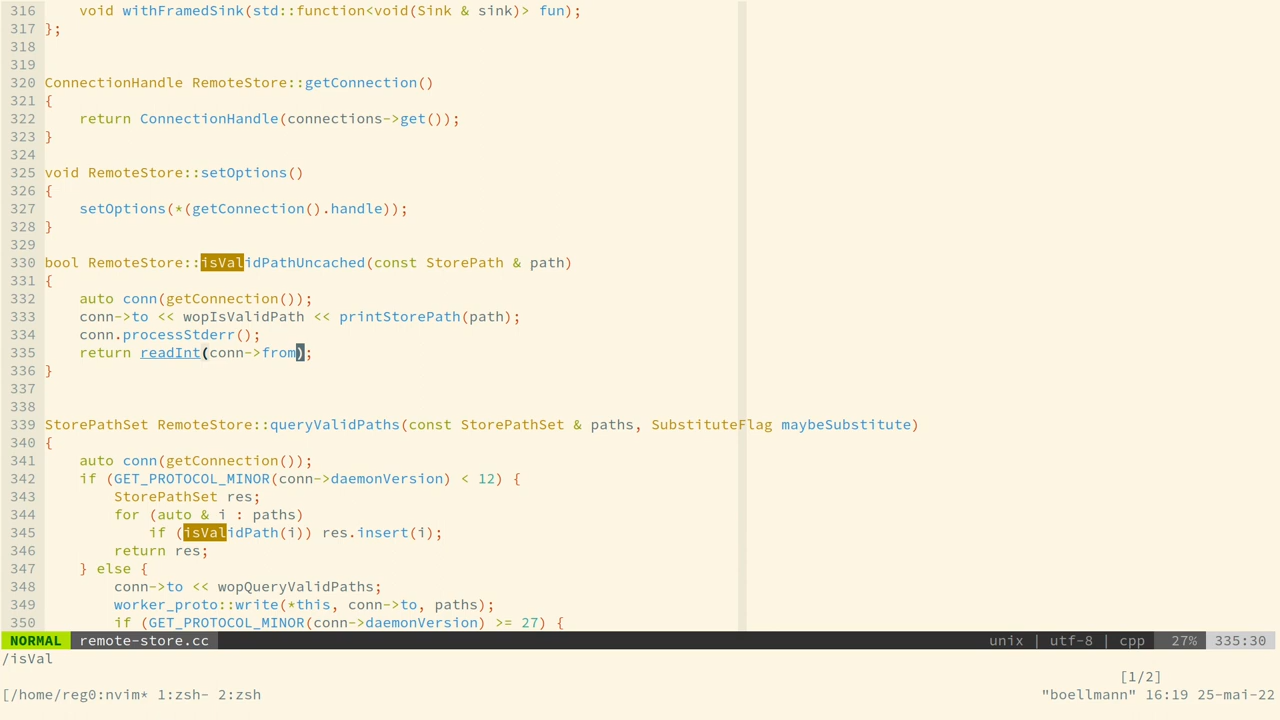 316     void withFramedSink(std::function<void(Sink & sink)> fun);
317 };
318
319
320 ConnectionHandle RemoteStore::getConnection()
321 {
322     return ConnectionHandle(connections->get());
323 }
324
325 void RemoteStore::setOptions()
326 {
327     setOptions(*(getConnection().handle));
328 }
329
330 bool RemoteStore::isValidPathUncached(const StorePath & path)
331 {
332     auto conn(getConnection());
333     conn->to << wopIsValidPath << printStorePath(path);
334     conn.processStderr();
335     return readInt(conn->from);
336 }
337
338
339 StorePathSet RemoteStore::queryValidPaths(const StorePathSet & paths, SubstituteFlag maybeSubstitute)
340 {
341     auto conn(getConnection());
342     if (GET_PROTOCOL_MINOR(conn->daemonVersion) < 12) {
343         StorePathSet res;
344         for (auto & i : paths)
345             if (isValidPath(i)) res.insert(i);
346         return res;
347     } else {
348         conn->to << wopQueryValidPaths;
349         worker_proto::write(*this, conn->to, paths);
350         if (GET_PROTOCOL_MINOR(conn->daemonVersion) >= 27) {
NORMAL remote-store.cc unix | utf-8 | cpp 27% 335:30
/isVal
[1/2]
[/home/reg0:nvim* 1:zsh- 2:zsh "boellmann" 16:19 25-mai-22